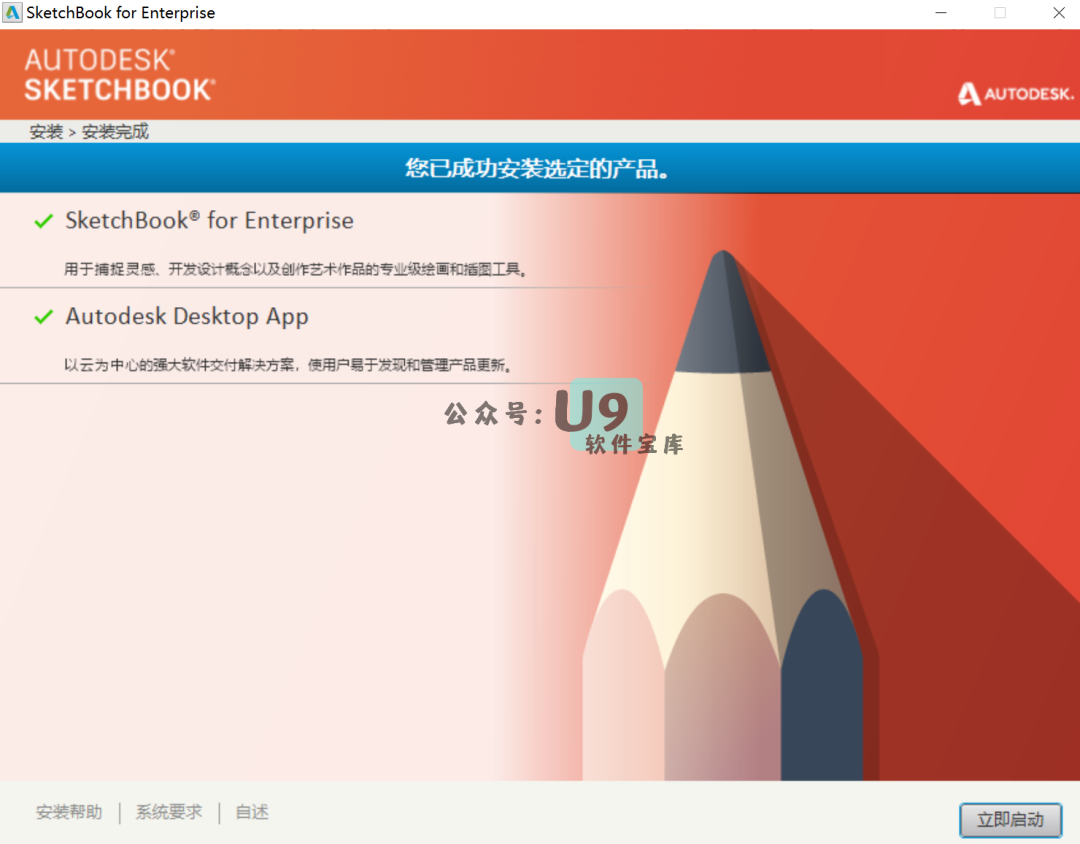 SketchBook for Enterprise
AUTODESK®
SKETCHBOOK®
AUTODESK.
安装 > 安装完成
您已成功安装选定的产品。
SketchBook® for Enterprise
用于捕捉灵感、开发设计概念以及创作艺术作品的专业级绘画和插图工具。
Autodesk Desktop App
以云为中心的强大软件交付解决方案，使用户易于发现和管理产品更新。
公众号：U9
软件宝库
安装帮助 | 系统要求 | 自述
立即启动